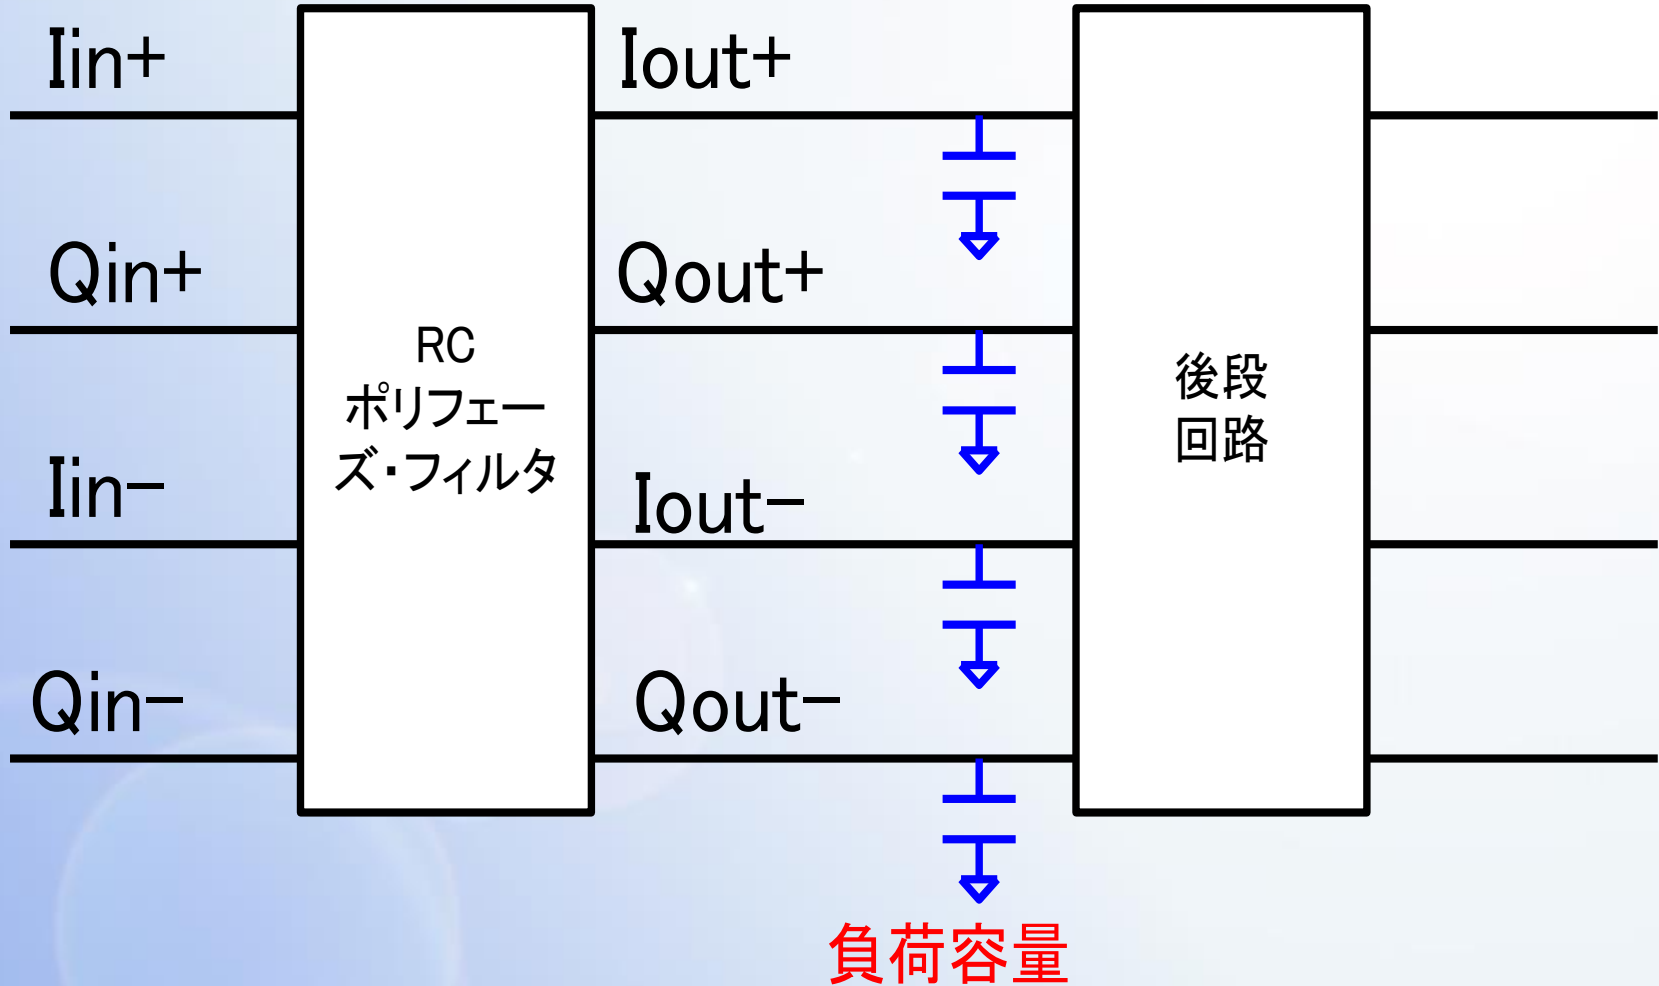 Iin+
Iout+
Qin+
Qout+
RC
ポリフェー
ズ・フィルタ
後段
回路
Iin−
Iout−
Qin−
Qout−
負荷容量